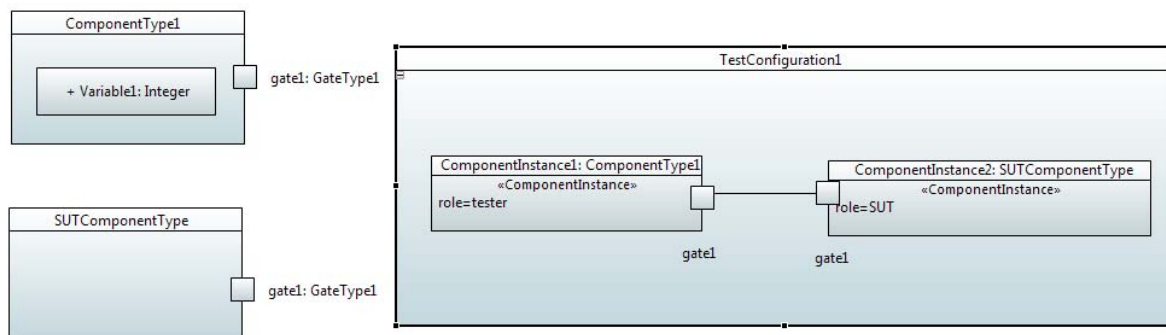 ComponentType1
+ Variable1: Integer
gate1: GateType1
SUTComponentType
gate1: GateType1
TestConfiguration1
ComponentInstance1: ComponentType1
«ComponentInstance»
role=tester
gate1
ComponentInstance2: SUTComponentType
«ComponentInstance»
role=SUT
gate1